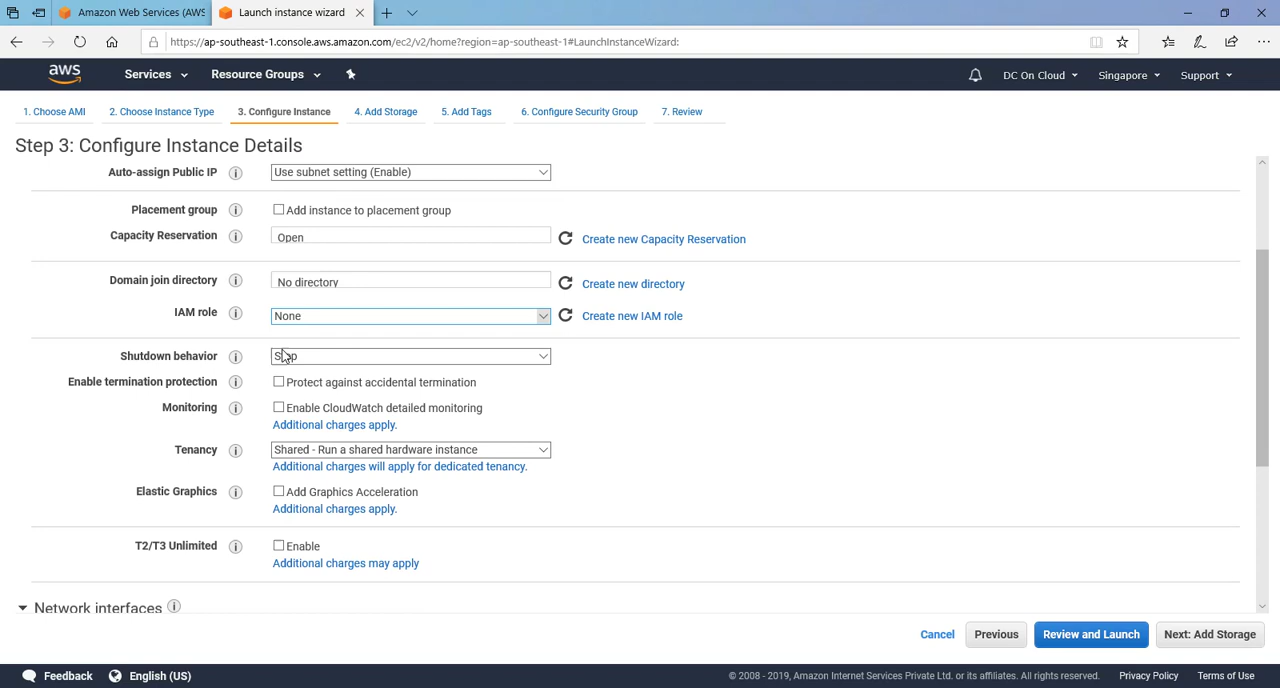 Amazon Web Services (AWS
Launch instance wizard
https://ap-southeast-1.console.aws.amazon.com/ec2/v2/home?region=ap-southeast-1#LaunchInstanceWizard:
aws
Services
Resource Groups
DC On Cloud
Singapore
Support
1. Choose AMI
2. Choose Instance Type
3. Configure Instance
4. Add Storage
5. Add Tags
6. Configure Security Group
7. Review
Step 3: Configure Instance Details
Auto-assign Public IP
Use subnet setting (Enable)
Placement group
Add instance to placement group
Capacity Reservation
Open
Create new Capacity Reservation
Domain join directory
No directory
Create new directory
IAM role
None
Create new IAM role
Shutdown behavior
Stop
Enable termination protection
Protect against accidental termination
Monitoring
Enable CloudWatch detailed monitoring
Additional charges apply.
Tenancy
Shared - Run a shared hardware instance
Additional charges will apply for dedicated tenancy.
Elastic Graphics
Add Graphics Acceleration
Additional charges apply.
T2/T3 Unlimited
Enable
Additional charges may apply
Network interfaces
Cancel
Previous
Review and Launch
Next: Add Storage
Feedback
English (US)
© 2008 - 2019, Amazon Internet Services Private Ltd. or its affiliates. All rights reserved.
Privacy Policy
Terms of Use